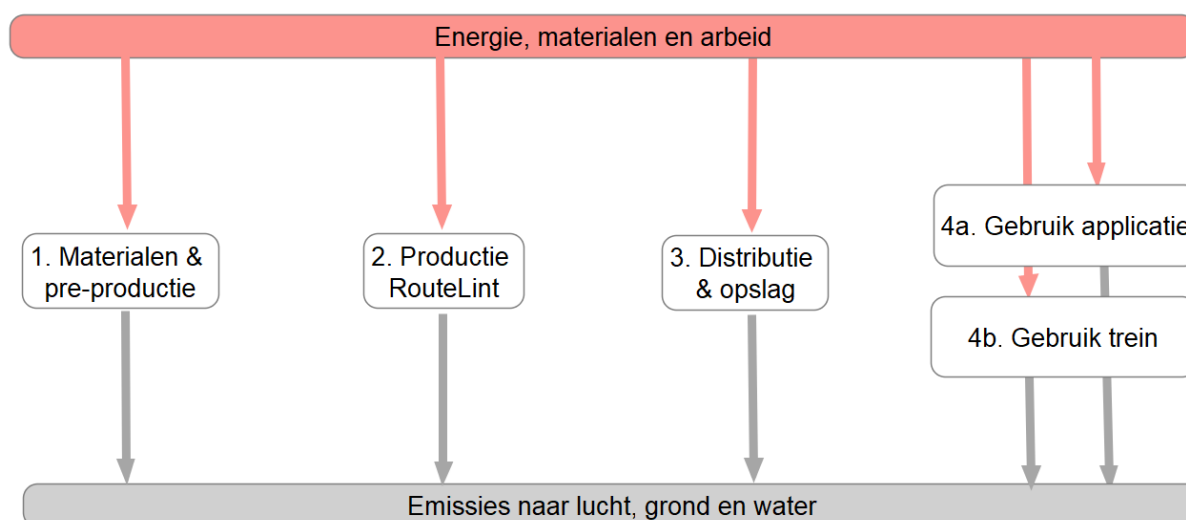 Energie, materialen en arbeid
1. Materialen &
pre-productie
2. Productie
RouteLint
3. Distributie
& opslag
4a. Gebruik applicatie
4b. Gebruik trein
Emissies naar lucht, grond en water